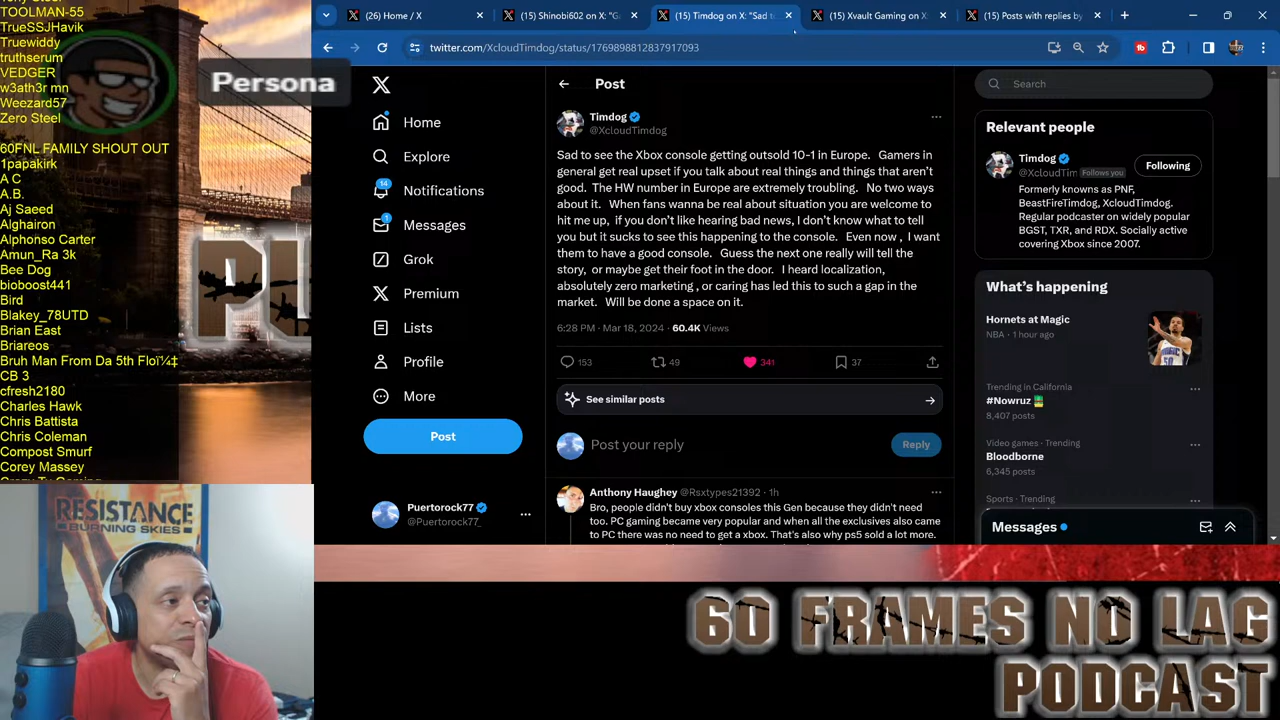 Tony Steel
TOOLMAN-55
TrueSSJHavik
Truewiddy
truthserum
VEDGER
w3ath3r mn
Weezard57
Zero Steel
60FNL FAMILY SHOUT OUT
1papakirk
A C
A.B.
Aj Saeed
Alghairon
Alphonso Carter
Amun_Ra 3k
Bee Dog
bioboost441
Bird
Blakey_78UTD
Brian East
Briareos
Bruh Man From Da 5th Floï¼‡
CB 3
cfresh2180
Charles Hawk
Chris Battista
Chris Coleman
Compost Smurf
Corey Massey
Persona
RESISTANCE
BURNING SKIES
(26) Home / X
(15) Shinobi602 on X: "G
(15) Timdog on X: "Sad t
(15) Xvault Gaming on X:
(15) Posts with replies by
twitter.com/XcloudTimdog/status/1769898812837917093
Home
Explore
14
Notifications
1
Messages
Grok
Premium
Lists
Profile
More
Post
Puertorock77
@Puertorock77_
Post
Timdog
@XcloudTimdog
Sad to see the Xbox console getting outsold 10-1 in Europe. Gamers in
general get real upset if you talk about real things and things that aren't
good. The HW number in Europe are extremely troubling. No two ways
about it. When fans wanna be real about situation you are welcome to
hit me up, if you don't like hearing bad news, I don't know what to tell
you but it sucks to see this happening to the console. Even now , I want
them to have a good console. Guess the next one really will tell the
story, or maybe get their foot in the door. I heard localization,
absolutely zero marketing , or caring has led this to such a gap in the
market. Will be done a space on it.
6:28 PM · Mar 18, 2024 · 60.4K Views
153
49
341
37
See similar posts
Post your reply
Reply
Anthony Haughey @Rsxtypes21392 · 1h
Bro, people didn't buy xbox consoles this Gen because they didn't need
too. PC gaming became very popular and when all the exclusives also came
to PC there was no need to get a xbox. That's also why ps5 sold a lot more.
Search
Relevant people
Timdog
@XcloudTim Follows you
Following
Formerly knowns as PNF,
BeastFireTimdog, XcloudTimdog.
Regular podcaster on widely popular
BGST, TXR, and RDX. Socially active
covering Xbox since 2007.
What's happening
Hornets at Magic
NBA · 1 hour ago
Trending in California
#Nowruz
8,407 posts
Video games · Trending
Bloodborne
6,345 posts
Sports · Trending
Messages
60 FRAMES NO LAG
PODCAST